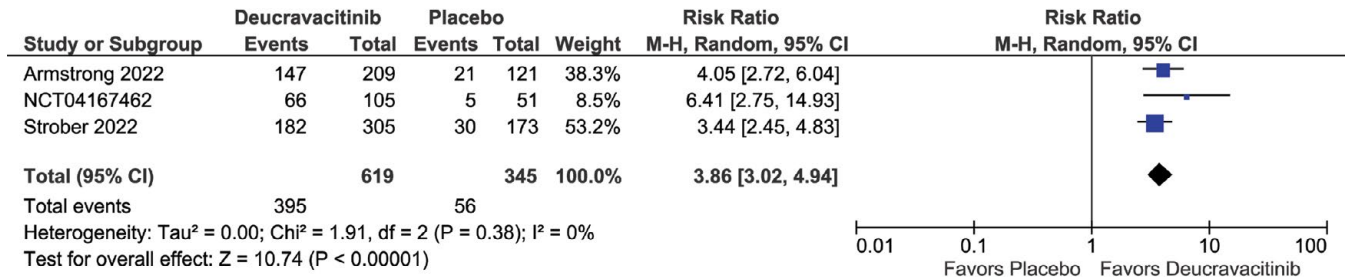 Deucravacitinib Placebo Risk Ratio Risk Ratio
Study or Subgroup Events Total Events Total Weight M-H, Random, 95% CI M-H, Random, 95% CI
Armstrong 2022 147 209 21 121 38.3% 4.05 [2.72, 6.04]
NCT04167462 66 105 5 51 8.5% 6.41 [2.75, 14.93]
Strober 2022 182 305 30 173 53.2% 3.44 [2.45, 4.83]
Total (95% CI) 619 345 100.0% 3.86 [3.02, 4.94]
Total events 395 56
Heterogeneity: Tau² = 0.00; Chi² = 1.91, df = 2 (P = 0.38); I² = 0%
Test for overall effect: Z = 10.74 (P < 0.00001)
0.01 0.1 1 10 100
Favors Placebo Favors Deucravacitinib